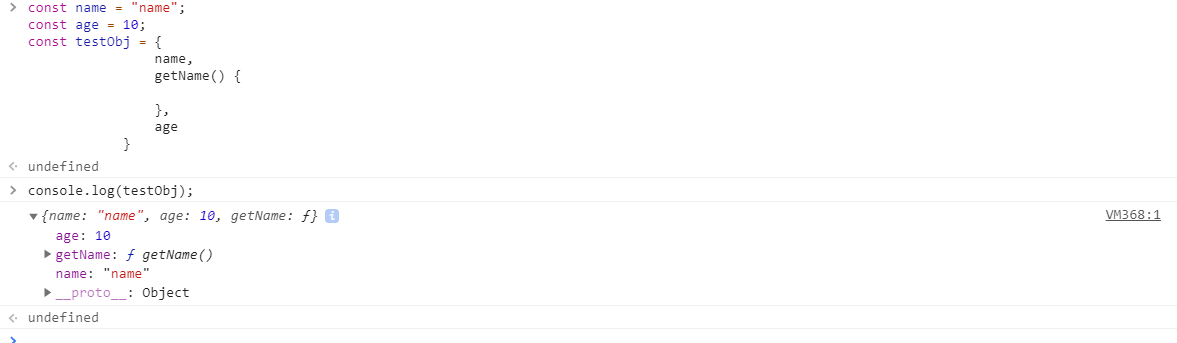 const name = "name";
const age = 10;
const testObj = {
name,
getName() {
},
age
}
undefined
console.log(testObj);
{name: "name", age: 10, getName: ƒ} i VM368:1
age: 10
getName: ƒ getName()
name: "name"
__proto__: Object
undefined